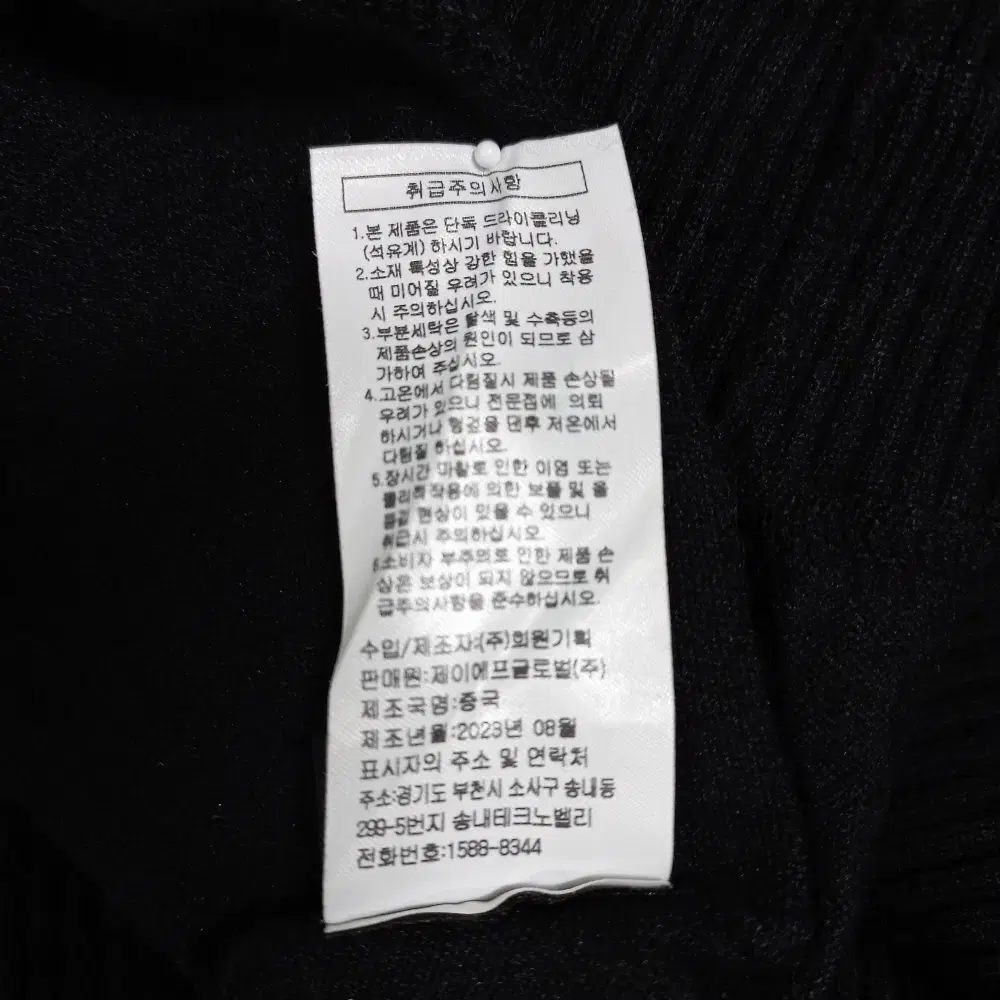 취급주의사항
1.본 제품은 단독 드라이클리닝
(석유계) 하시기 바랍니다.
2.소재 특성상 강한 힘을 가했을
때 미어질 우려가 있으니 착용
시 주의하십시오.
3.부분세탁은 탈색 및 수축등의
제품손상의 원인이 되므로 삼
가하여 주십시오.
4.고온에서 다림질시 제품 손상될
우려가 있으니 전문점에 의뢰
하시거나 헝겊을 댄후 저온에서
다림질 하십시오.
5.장시간 마찰로 인한 이염 또는
물리적작용에 의한 보풀 및 올
뜯김 현상이 있을 수 있으니
취급시 주의하십시오.
6.소비자 부주의로 인한 제품 손
상은 보상이 되지 않으므로 취
급주의사항을 준수하십시오.
수입/제조자:(주)회원기획
판매원:제이에프글로벌(주)
제조국명:중국
제조년월:2023년 08월
표시자의 주소 및 연락처
주소:경기도 부천시 소사구 송내동
299-5번지 송내테크노밸리
전화번호:1588-8344